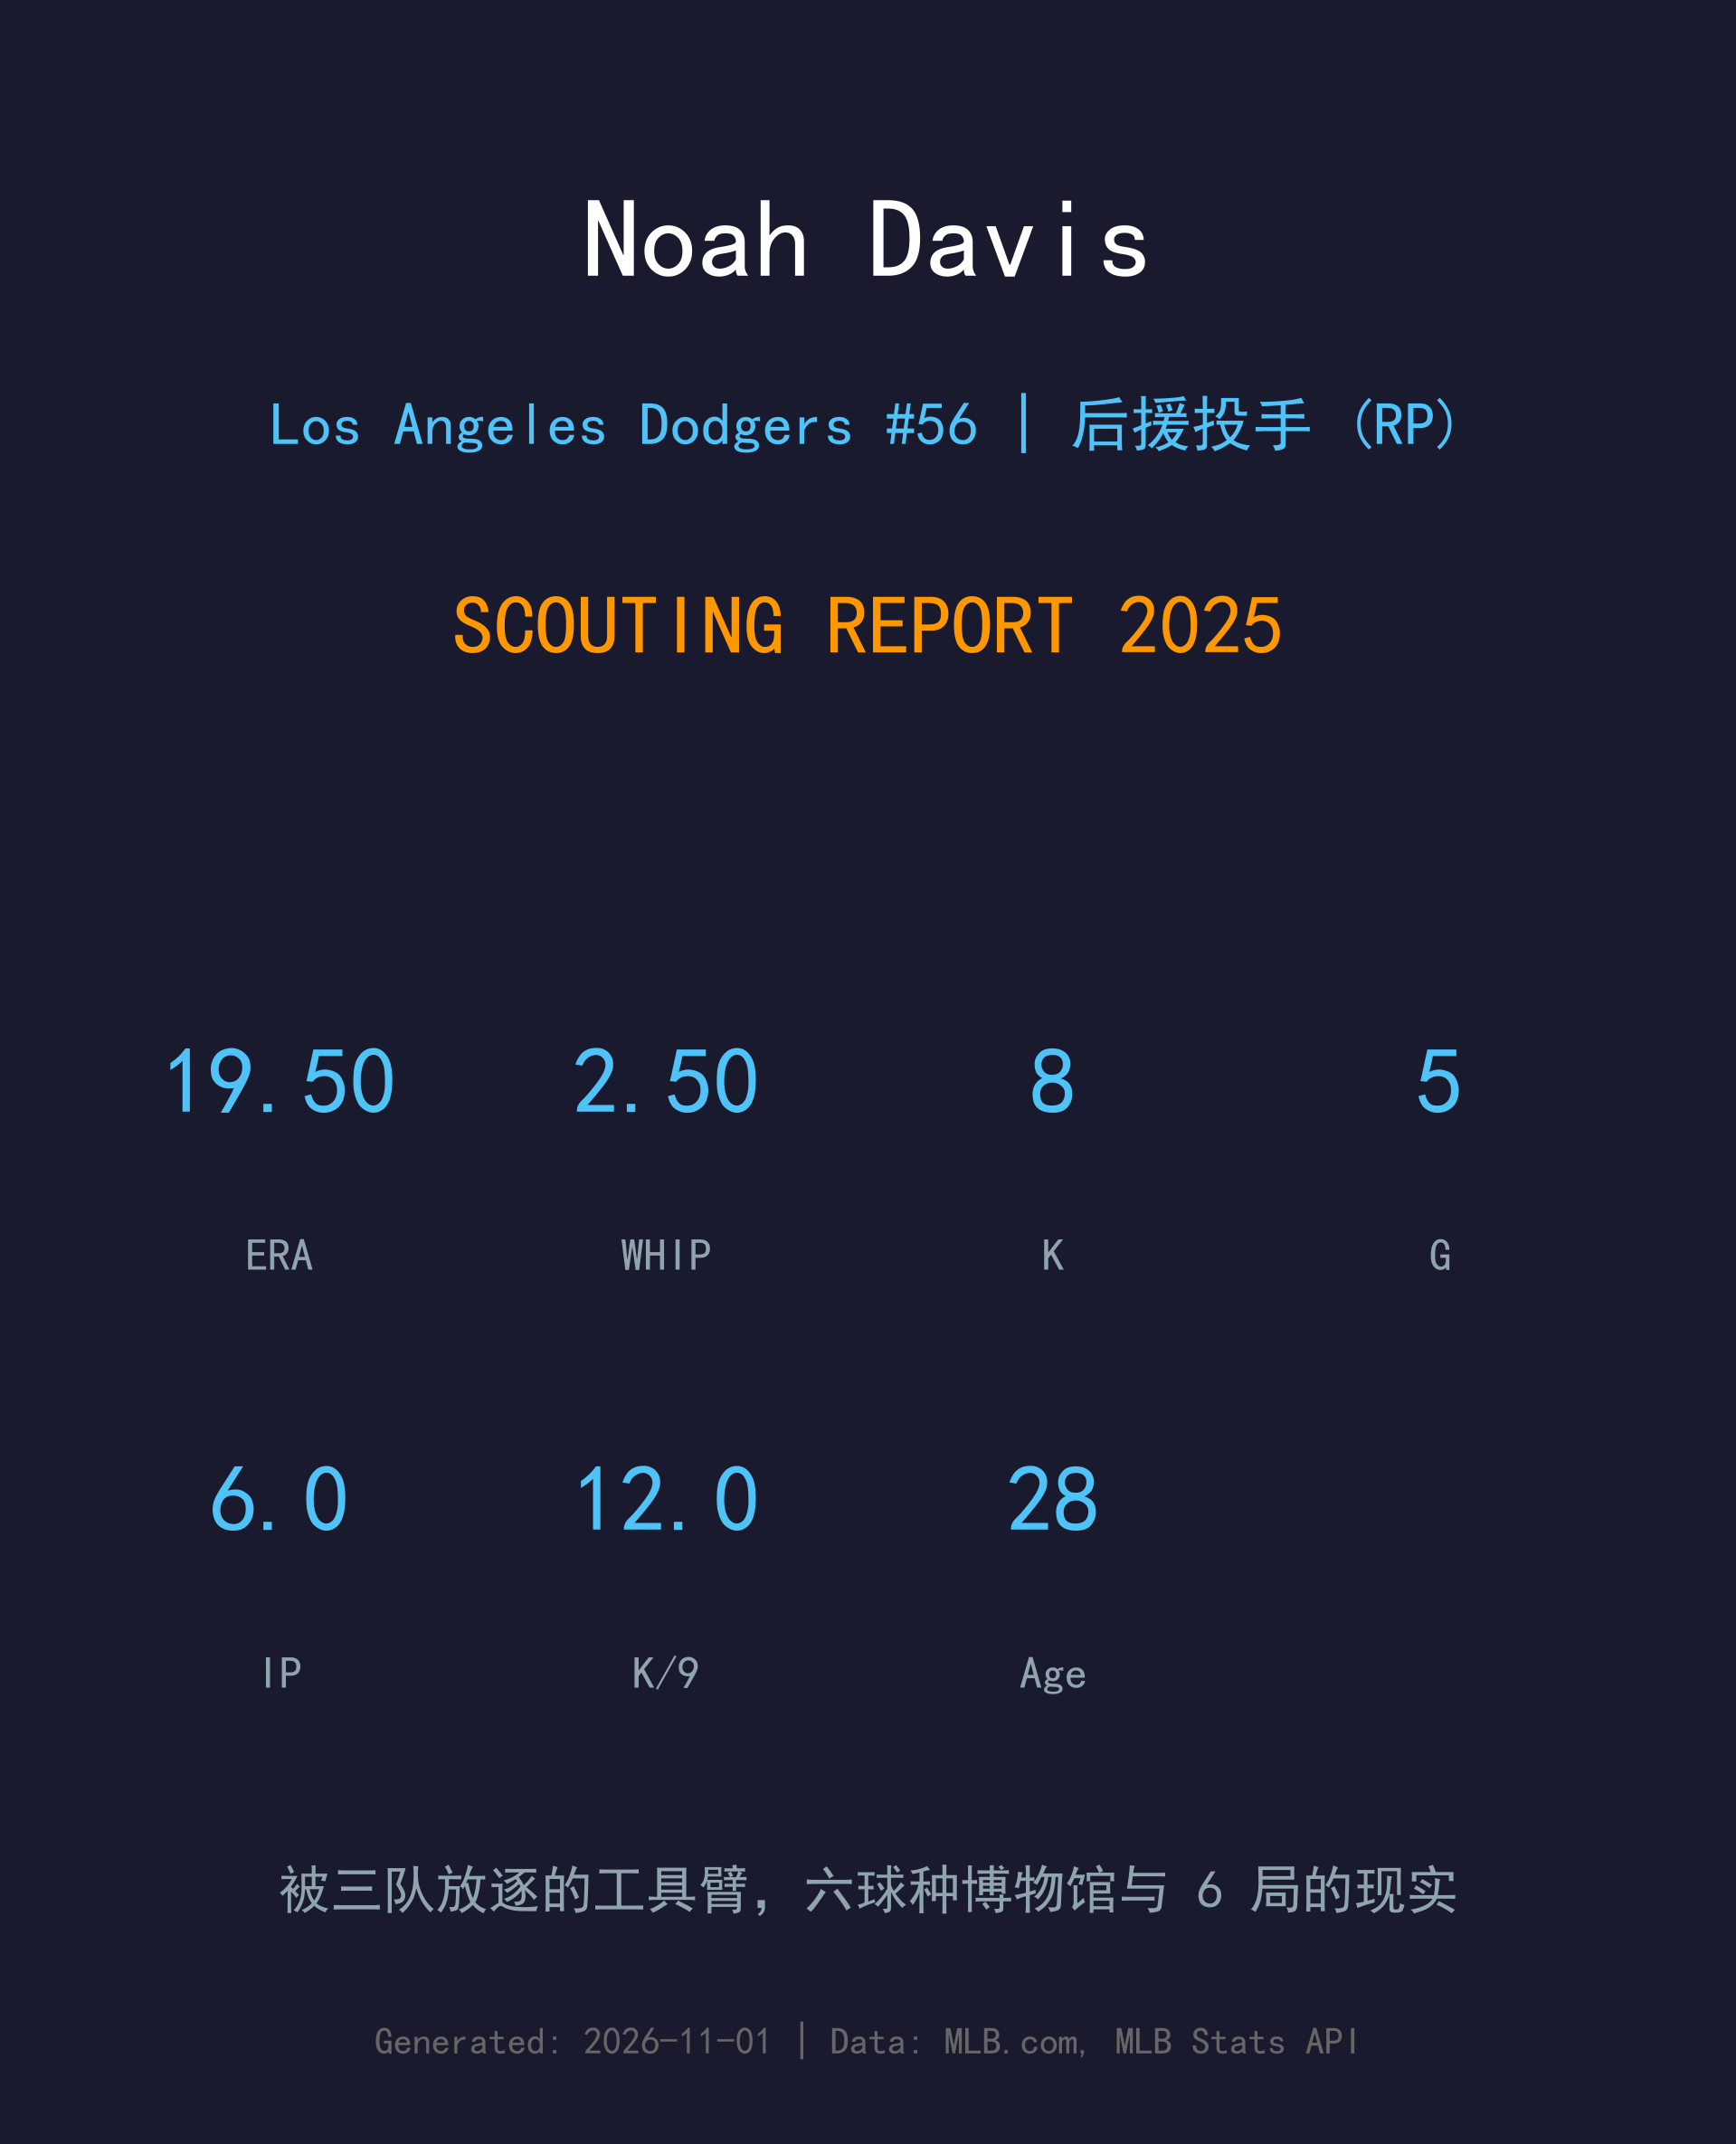 Noah Davis
Los Angeles Dodgers #56 | 后援投手 (RP)
SCOUTING REPORT 2025
19.50 2.50 8 5
ERA WHIP K G
6.0 12.0 28
IP K/9 Age
被三队放逐的工具箱，六球种博物馆与 6 局的现实
Generated: 2026-11-01 | Data: MLB.com, MLB Stats API